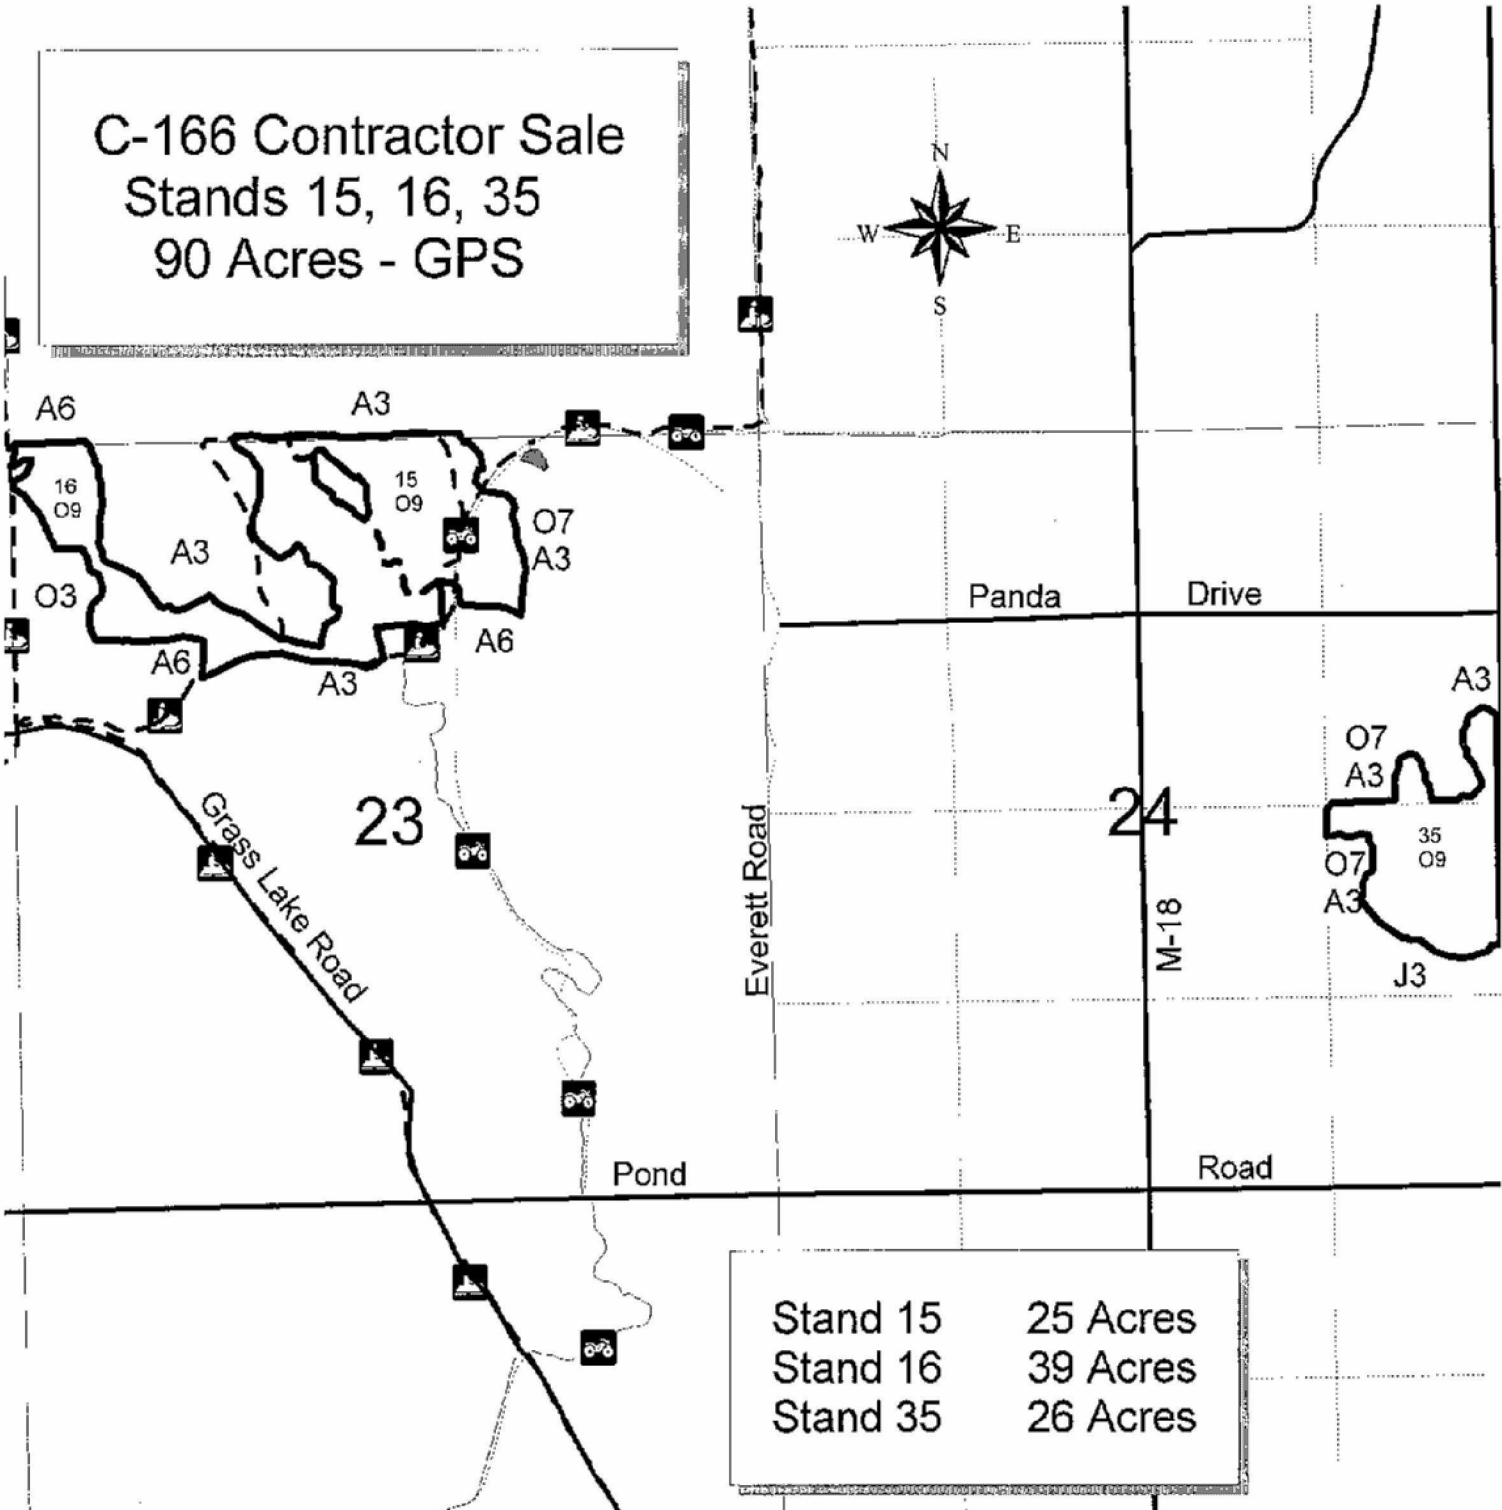 C-166 Contractor Sale
Stands 15, 16, 35
90 Acres - GPS
N
W
E
S
A6
A3
16
O9
15
O9
A3
O7
A3
O3
A6
A6
A3
Panda
Drive
A3
O7
A3
23
24
35
O9
O7
A3
J3
Grass Lake Road
Everett Road
M-18
Pond
Road
Stand 15 25 Acres
Stand 16 39 Acres
Stand 35 26 Acres